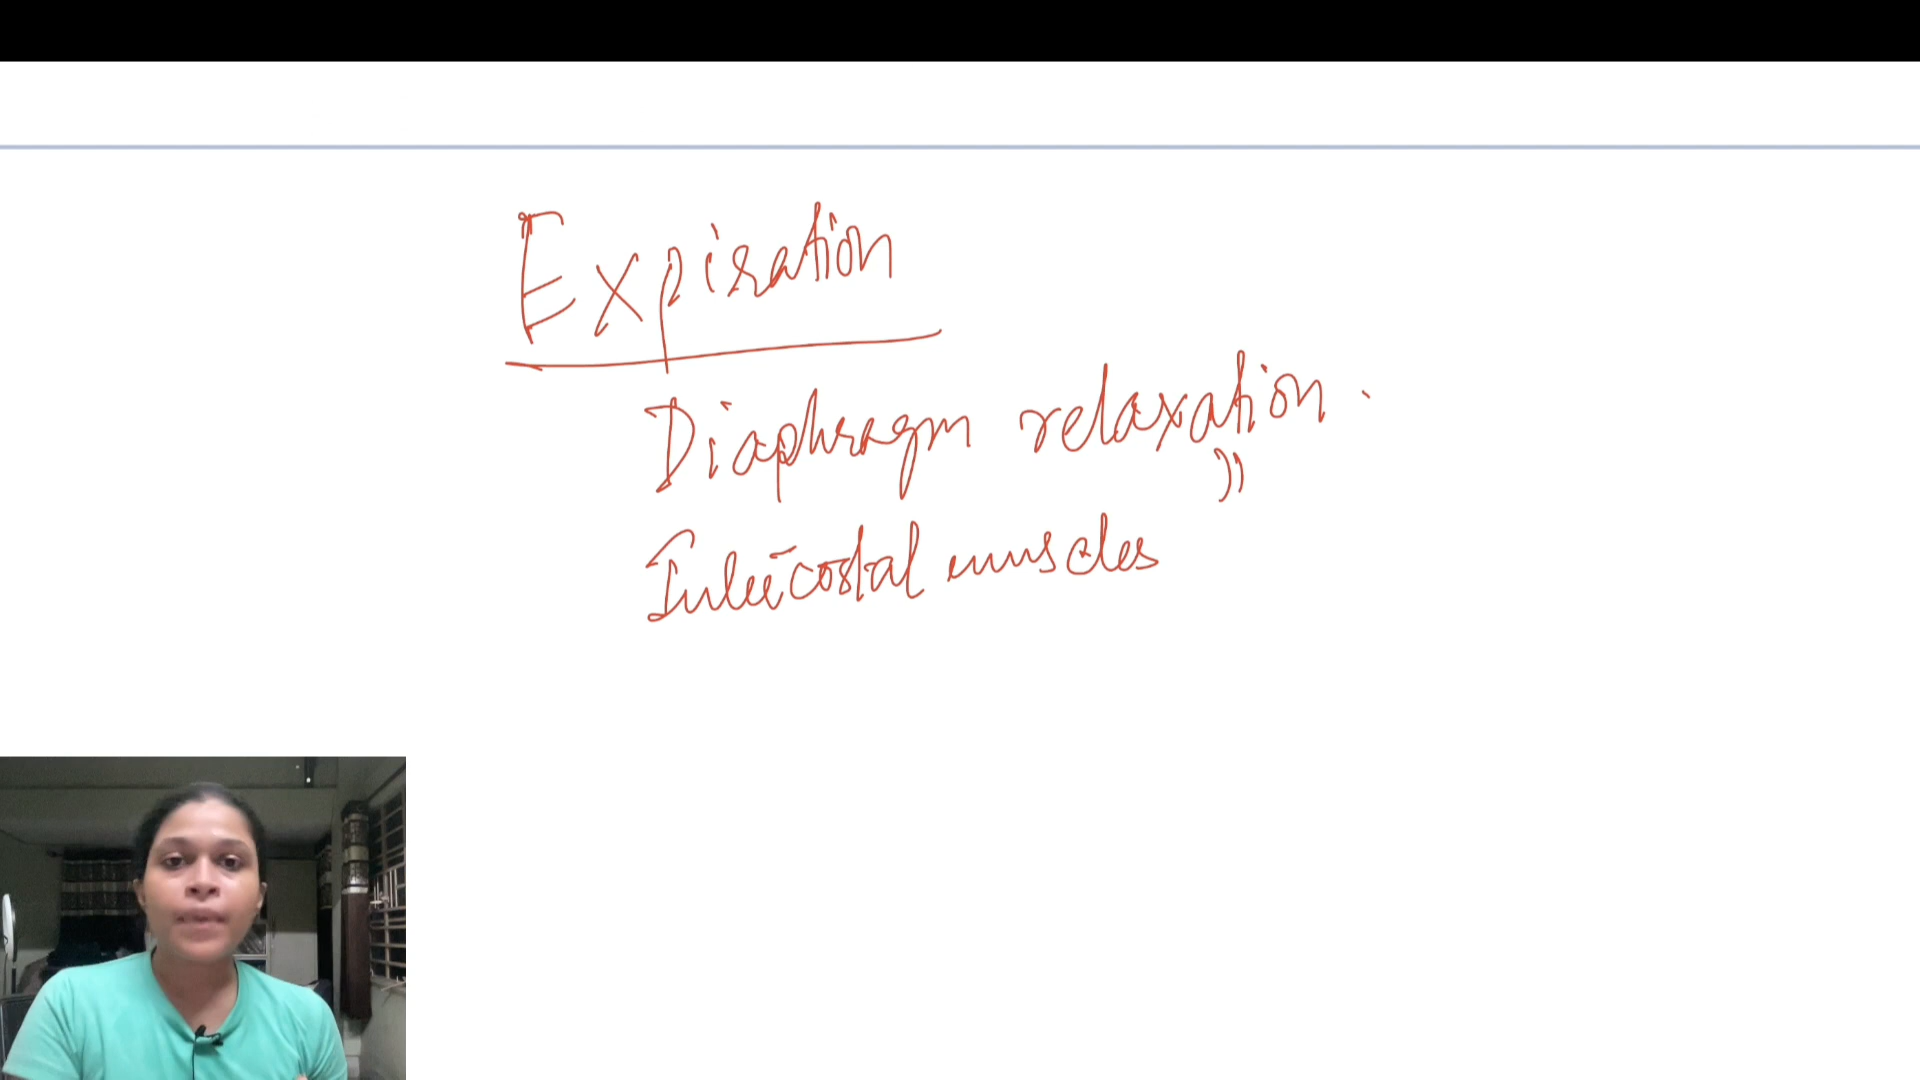 Expiration
Diaphragm relaxation.
))
Intercostal muscles